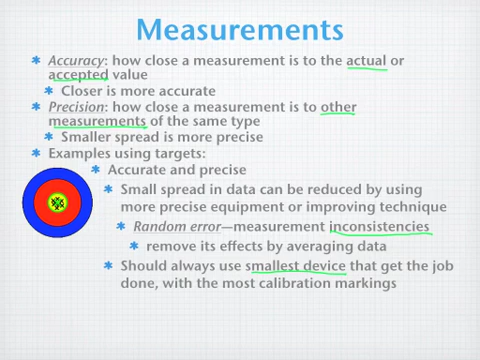 Measurements
Accuracy: how close a measurement is to the actual or
accepted value
Closer is more accurate
Precision: how close a measurement is to other
measurements of the same type
Smaller spread is more precise
Examples using targets:
Accurate and precise
Small spread in data can be reduced by using
more precise equipment or improving technique
Random error—measurement inconsistencies
remove its effects by averaging data
Should always use smallest device that get the job
done, with the most calibration markings